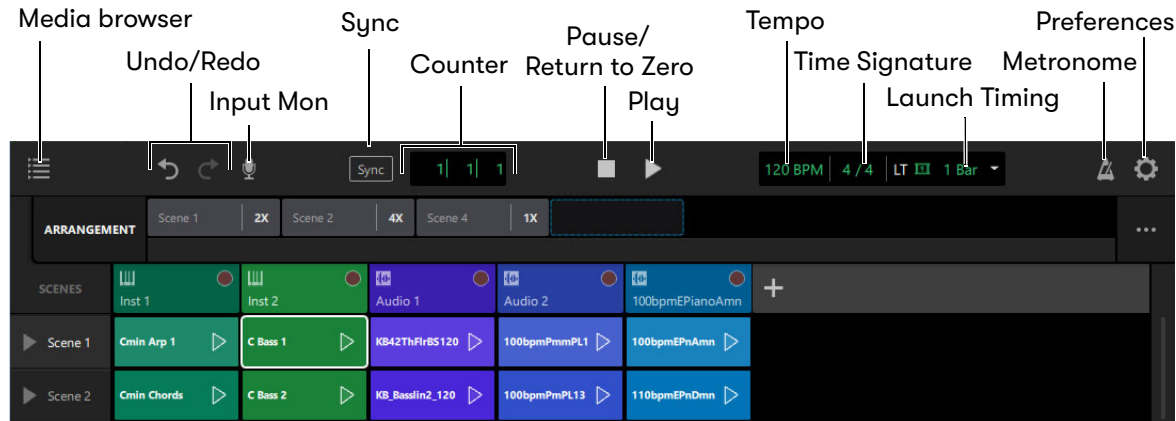 Media browser
Sync
Tempo
Preferences
Pause/
Return to Zero
Undo/Redo
Counter
Time Signature
Metronome
Input Mon
Play
Launch Timing
Sync
1| 1| 1
120 BPM
4 / 4
LT 1 Bar
ARRANGEMENT
Scene 1
2X
Scene 2
4X
Scene 4
1X
...
SCENES
Inst 1
Inst 2
Audio 1
Audio 2
100bpmEPianoAmn
+
Scene 1
Cmin Arp 1
C Bass 1
KB42ThFlrBS120
100bpmPmmPL1
100bpmEPnAmn
Scene 2
Cmin Chords
C Bass 2
KB_Basslin2_120
100bpmPmPL13
110bpmEPnDmn